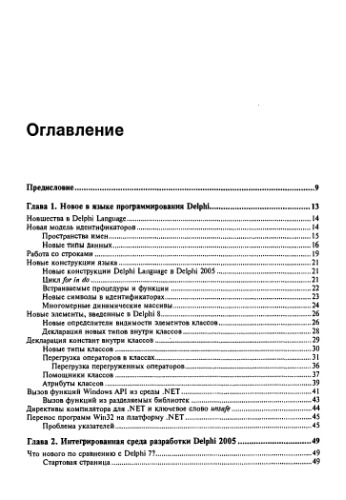 Оглавление
Предисловие 9
Глава 1. Новое в языке программирования Delphi 13
Новшества в Delphi Language 14
Новая модель идентификаторов 14
Пространства имен 15
Новые типы данных 16
Работа со строками 19
Новые конструкции языка 21
Новые конструкции Delphi Language в Delphi 2005 21
Цикл for in do 21
Встраиваемые процедуры и функции 22
Новые символы в идентификаторах 23
Многомерные динамические массивы 24
Новые элементы, введенные в Delphi 8 26
Новые определители видимости элементов классов 26
Декларация новых типов внутри классов 28
Декларация констант внутри классов 29
Новые типы классов 30
Перегрузка операторов в классах 31
Перегрузка перегруженных операторов 36
Помощники классов 37
Атрибуты классов 39
Вызов функций Windows API из среды .NET 41
Вызов функций из разделяемых библиотек 43
Директивы компилятора для .NET и ключевое слово unsafe 44
Перенос программ Win32 на платформу .NET 45
Проблема указателей 45
Глава 2. Интегрированная среда разработки Delphi 2005 49
Что нового по сравнению с Delphi 7? 49
Стартовая страница 49